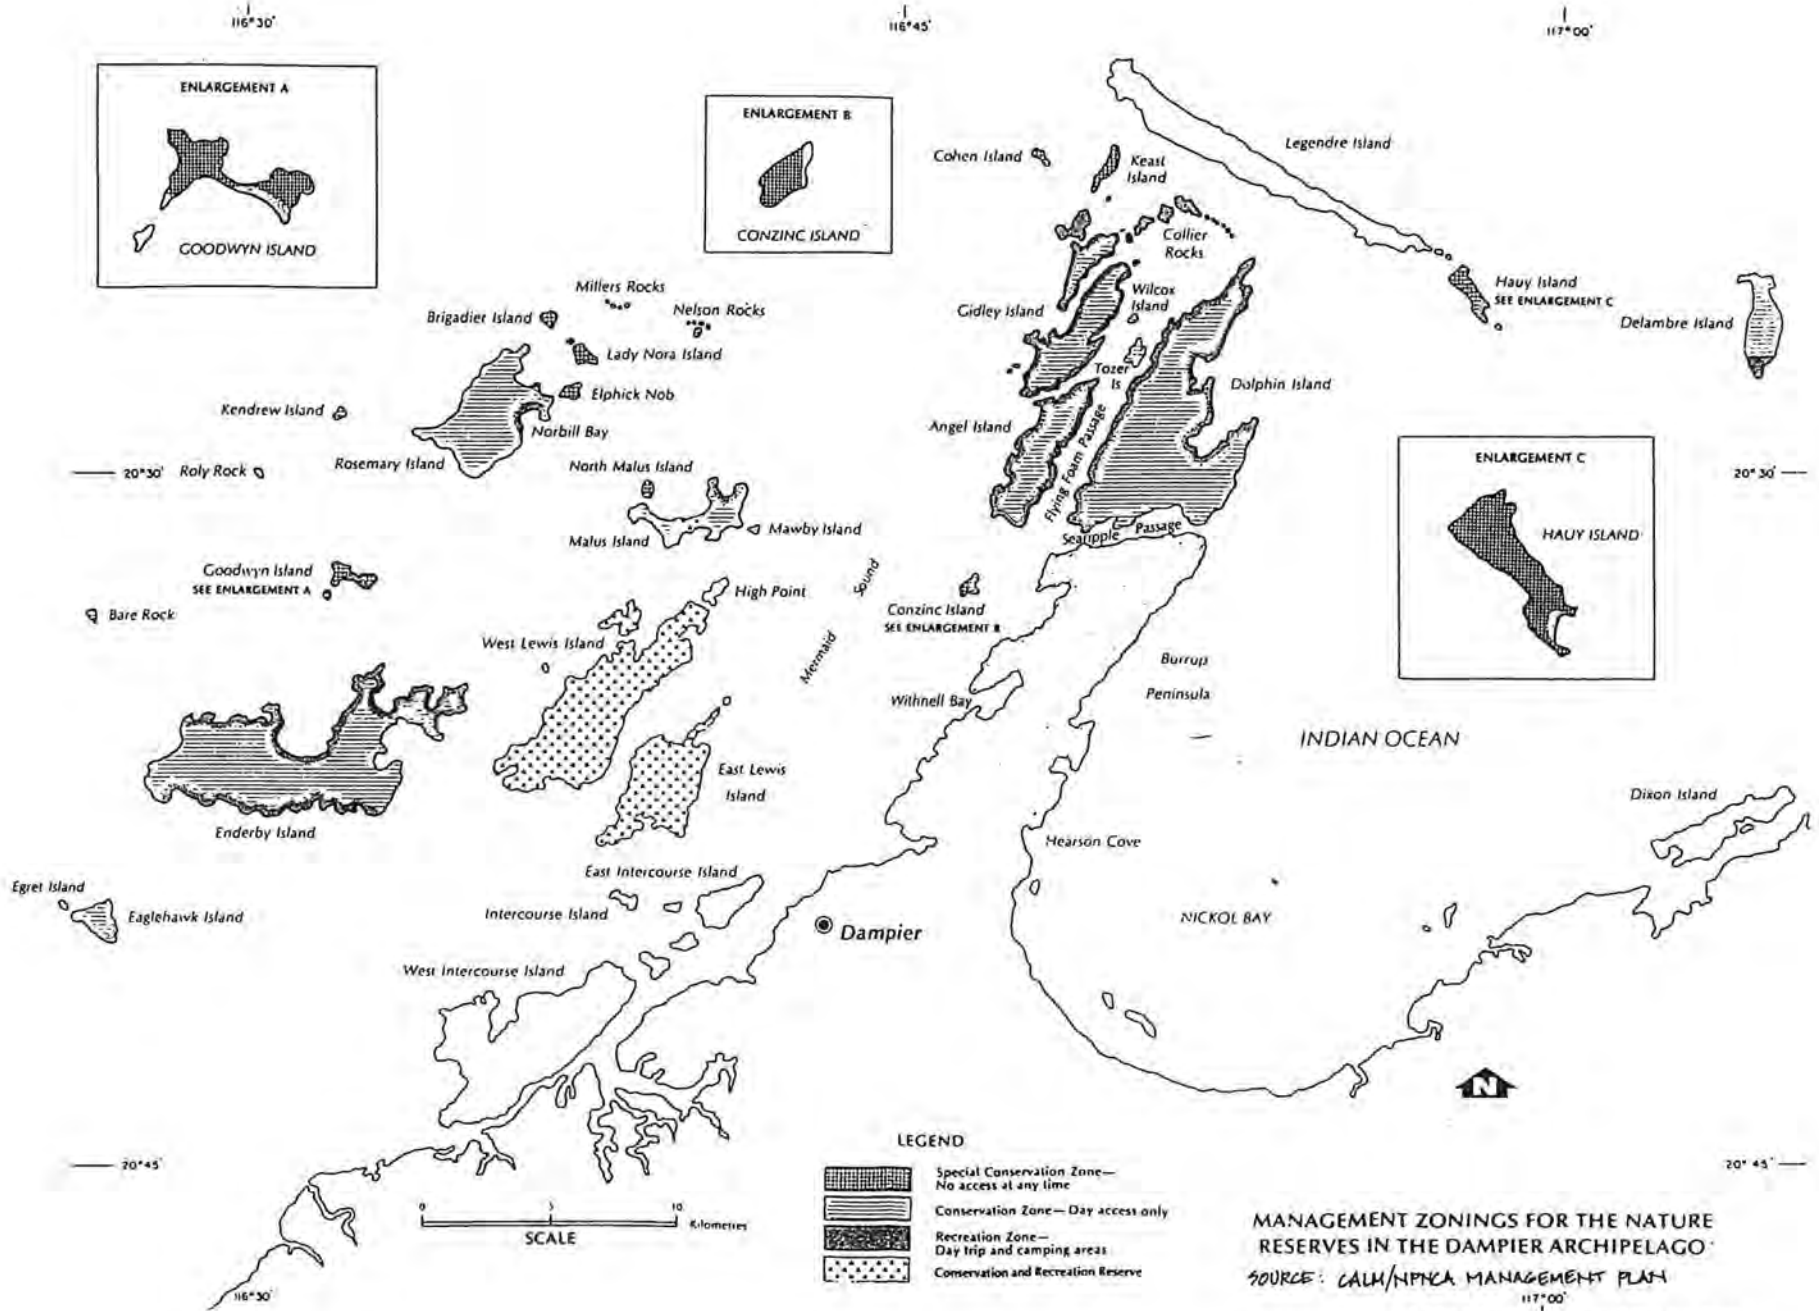 116°30'
116°45'
117°00'
ENLARGEMENT A
GOODWYN ISLAND
ENLARGEMENT B
CONZINC ISLAND
Legendre Island
Cohen Island
Keast
Island
Collier
Rocks
Hauy Island
SEE ENLARGEMENT C
Delambre Island
Millers Rocks
Nelson Rocks
Brigadier Island
Lady Nora Island
Elphick Nob
Kendrew Island
Norbill Bay
Rosemary Island
Gidley Island
Wilcox
Island
Tozer
Is
Dolphin Island
Angel Island
Flying Foam Passage
Searipple Passage
20°30'
Roly Rock
North Malus Island
Malus Island
Mawby Island
20°30'
ENLARGEMENT C
HAUY ISLAND
Goodwyn Island
SEE ENLARGEMENT A
Bare Rock
High Point
West Lewis Island
Mermaid Sound
Conzinc Island
SEE ENLARGEMENT B
Burrup
Peninsula
Withnell Bay
INDIAN OCEAN
East Lewis
Island
Enderby Island
Dixon Island
Hearson Cove
East Intercourse Island
Egret Island
Eaglehawk Island
Intercourse Island
Dampier
NICKOL BAY
West Intercourse Island
N
20°45'
20°45'
LEGEND
Special Conservation Zone—
No access at any time
Conservation Zone—Day access only
Recreation Zone—
Day trip and camping areas
Conservation and Recreation Reserve
0 5 10
Kilometres
SCALE
MANAGEMENT ZONINGS FOR THE NATURE
RESERVES IN THE DAMPIER ARCHIPELAGO
SOURCE: CALM/NPNCA MANAGEMENT PLAN
116°30'
117°00'